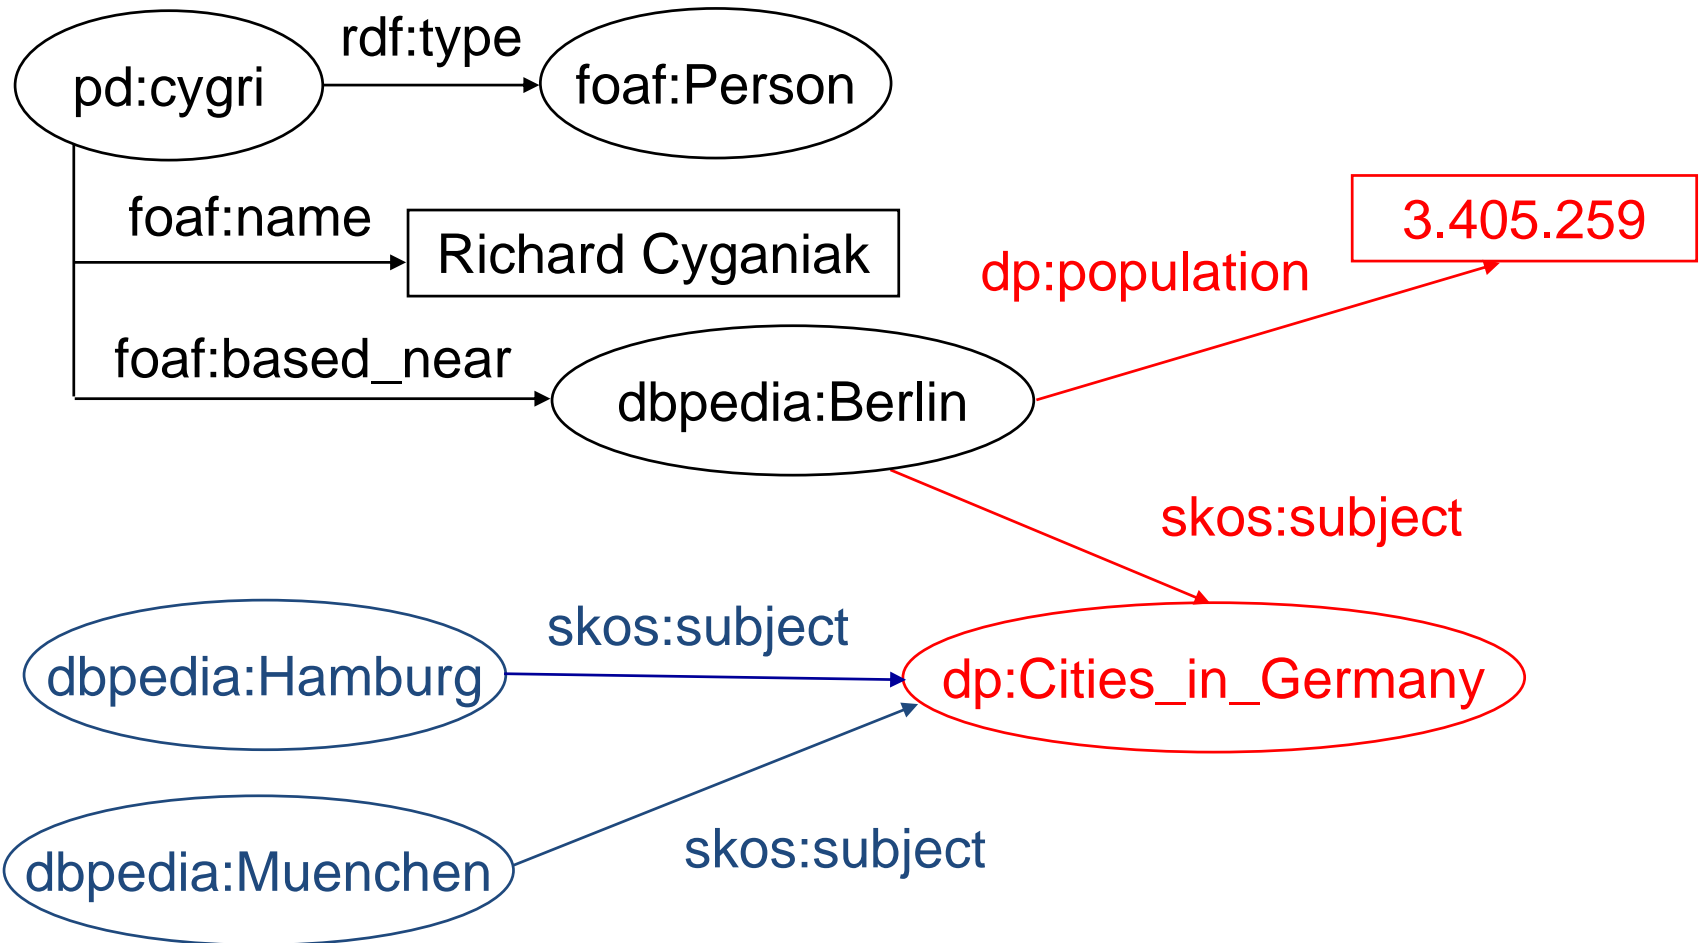 rdf:type
pd:cygri
foaf:Person
foaf:name
Richard Cyganiak
3.405.259
dp:population
foaf:based_near
dbpedia:Berlin
skos:subject
skos:subject
dbpedia:Hamburg
dp:Cities_in_Germany
skos:subject
dbpedia:Muenchen